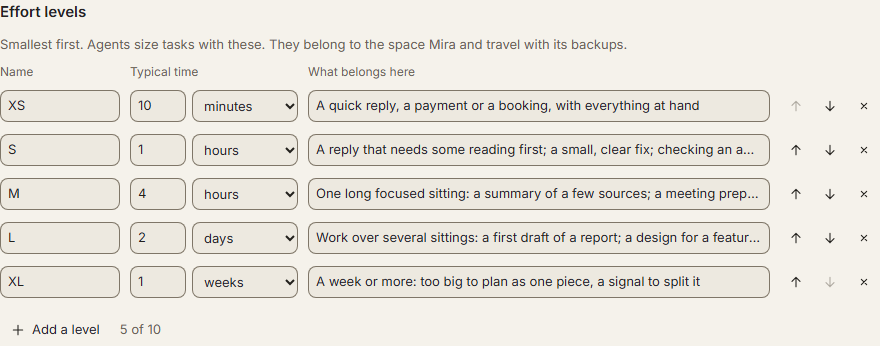 Effort levels
Smallest first. Agents size tasks with these. They belong to the space Mira and travel with its backups.
Name Typical time What belongs here
XS 10 minutes A quick reply, a payment or a booking, with everything at hand
S 1 hours A reply that needs some reading first; a small, clear fix; checking an a...
M 4 hours One long focused sitting: a summary of a few sources; a meeting prep...
L 2 days Work over several sittings: a first draft of a report; a design for a featur...
XL 1 weeks A week or more: too big to plan as one piece, a signal to split it
+ Add a level 5 of 10